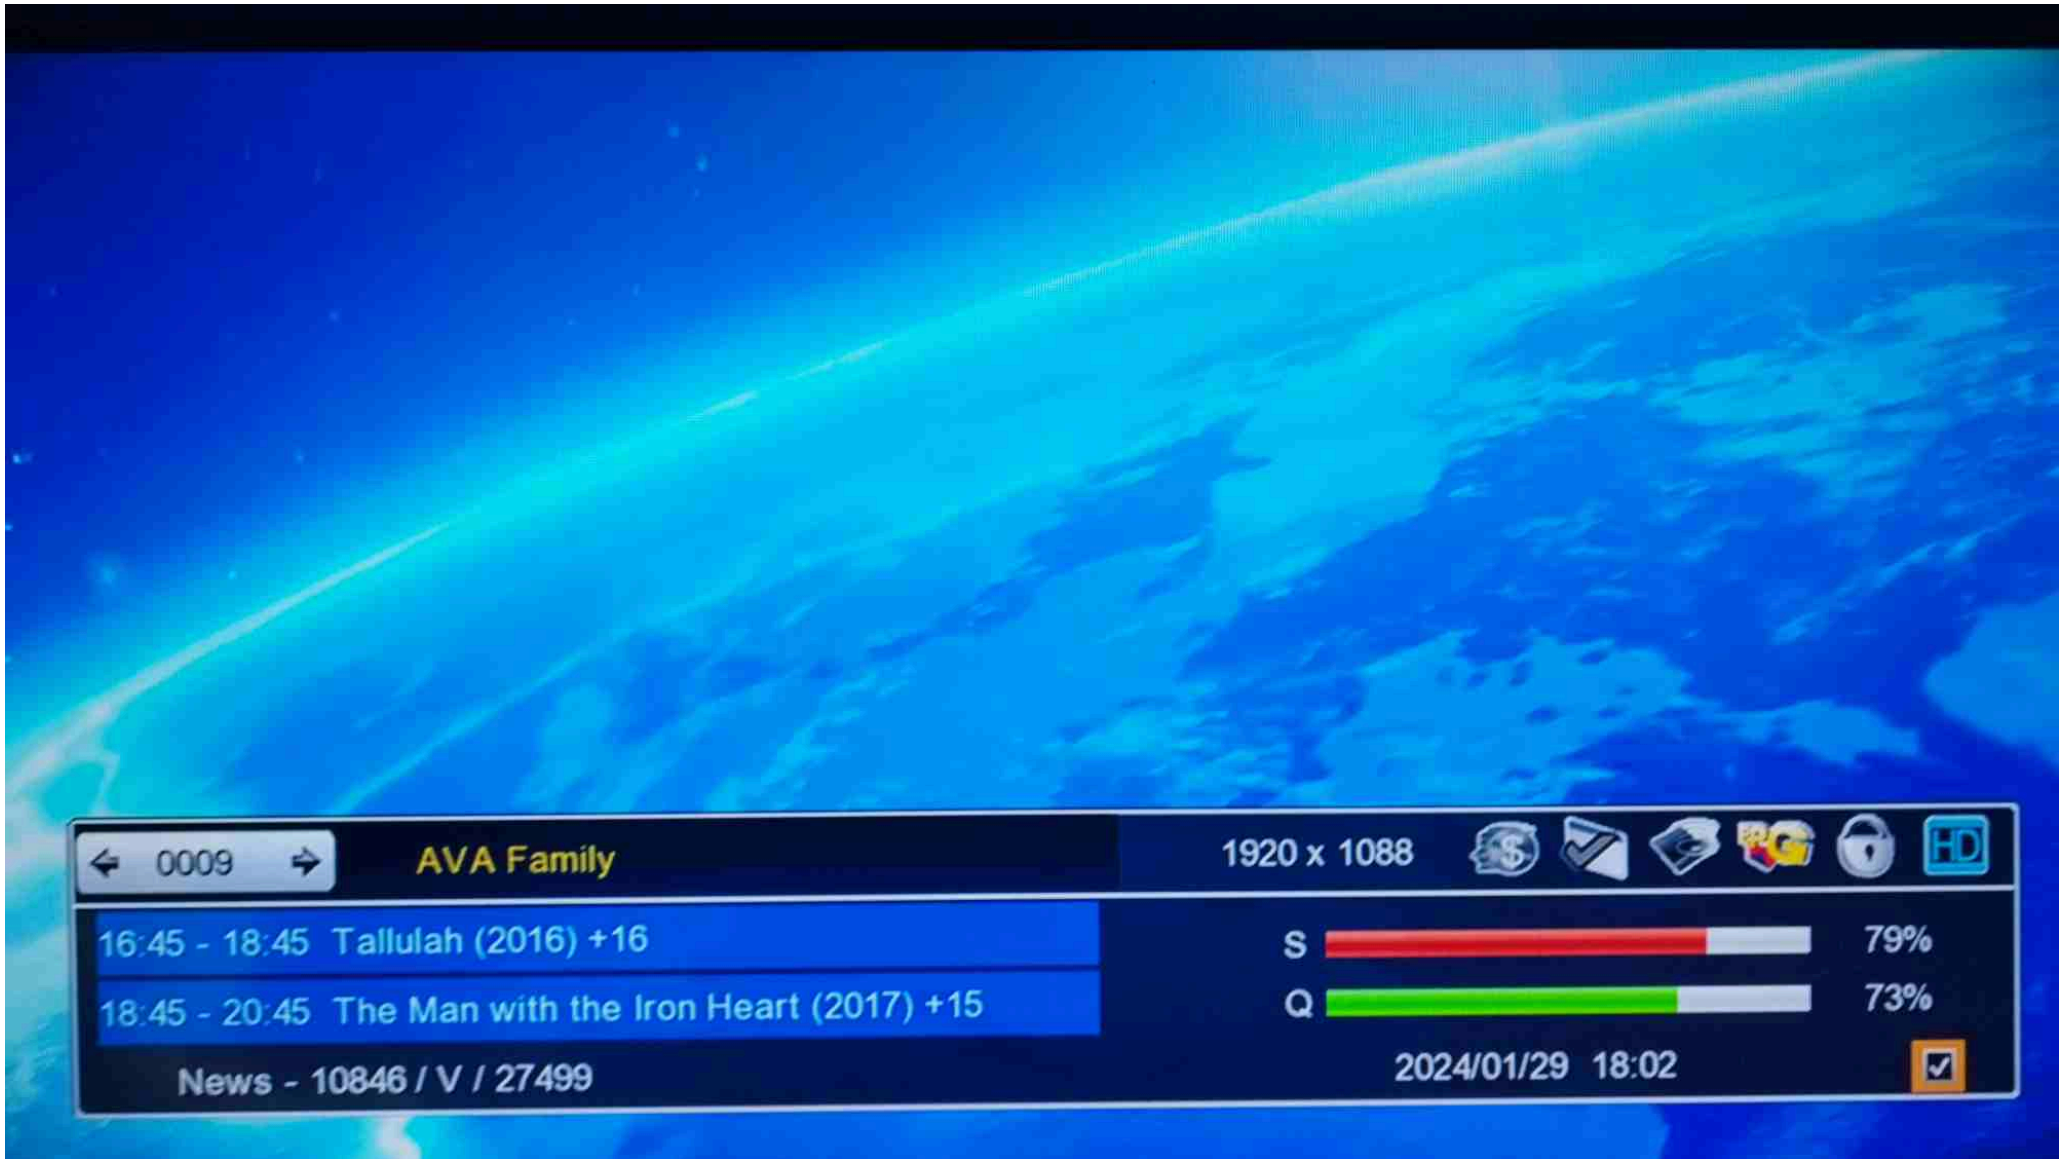 0009
AVA Family
1920 x 1088
HD
16:45 - 18:45 Tallulah (2016) +16
18:45 - 20:45 The Man with the Iron Heart (2017) +15
News - 10846 / V / 27499
S 79%
Q 73%
2024/01/29 18:02